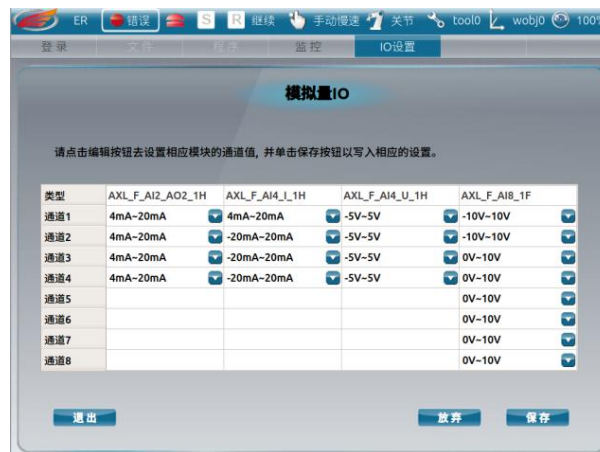 ER 错误 S R 继续 手动慢速 关节 tool0 wobj0 100%
登录 文件 程序 监控 IO设置
模拟量IO
请点击编辑按钮去设置相应模块的通道值, 并单击保存按钮以写入相应的设置。
类型 AXL_F_AI2_AO2_1H AXL_F_AI4_I_1H AXL_F_AI4_U_1H AXL_F_AI8_1F
通道1 4mA~20mA 4mA~20mA -5V~5V -10V~10V
通道2 4mA~20mA -20mA~20mA -5V~5V -10V~10V
通道3 4mA~20mA -20mA~20mA -5V~5V 0V~10V
通道4 4mA~20mA -20mA~20mA -5V~5V 0V~10V
通道5 0V~10V
通道6 0V~10V
通道7 0V~10V
通道8 0V~10V
退出 放弃 保存